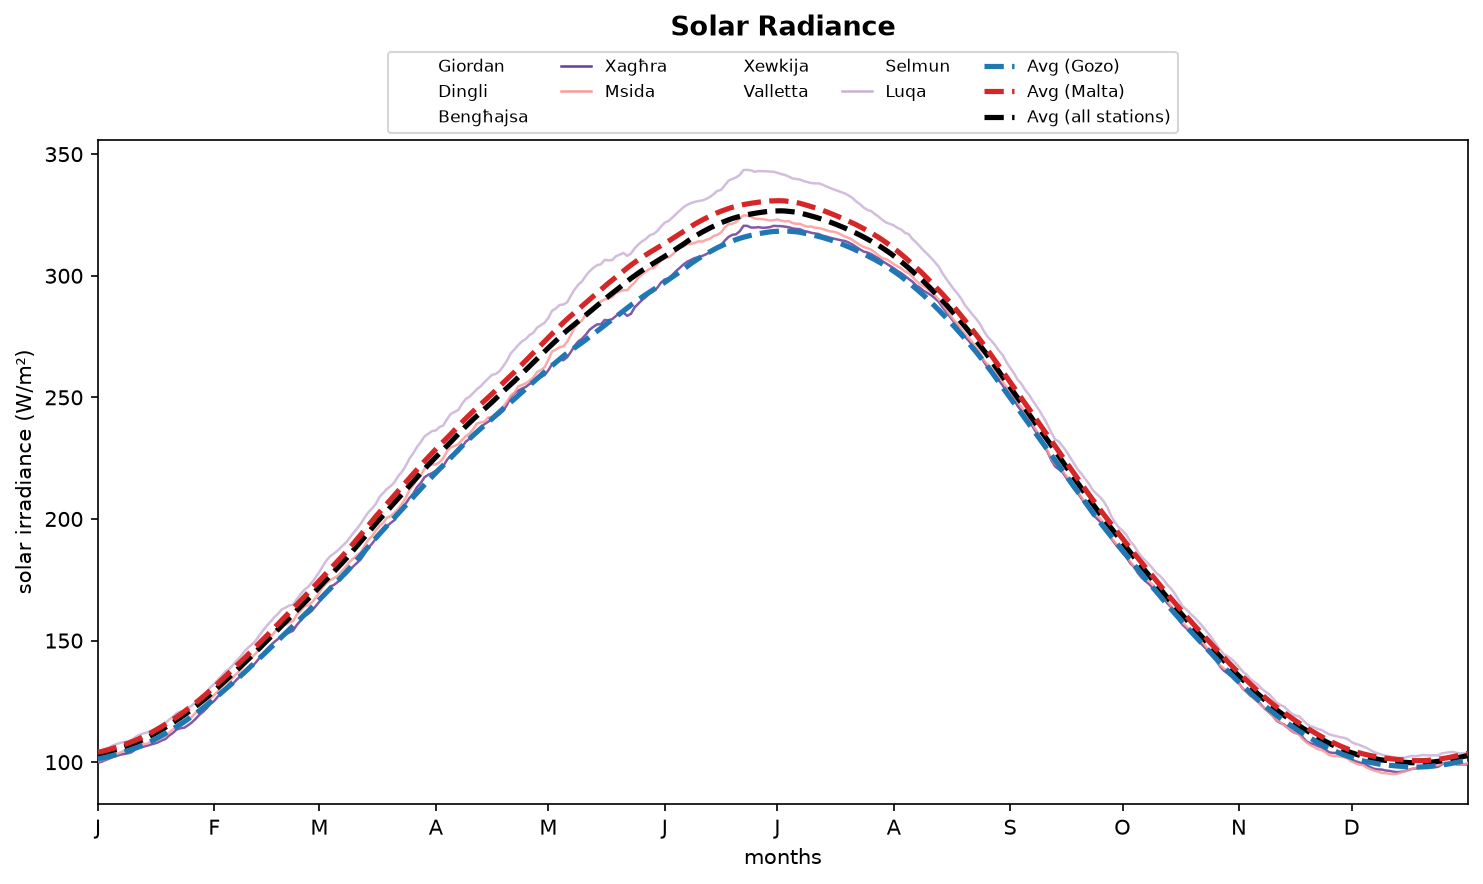 Solar Radiance
Giordan Xagħra Xewkija Selmun Avg (Gozo)
Dingli Msida Valletta Luqa Avg (Malta)
Bengħajsa Avg (all stations)
350
300
250
200
150
100
solar irradiance (W/m²)
J F M A M J J A S O N D
months